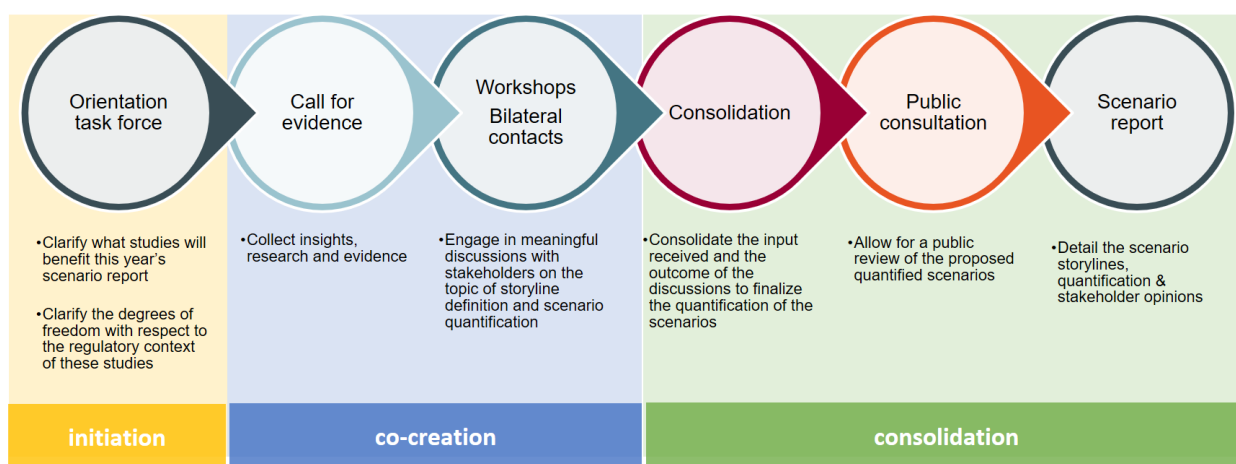 Orientation
task force
Call for
evidence
Workshops
Bilateral
contacts
Consolidation
Public
consultation
Scenario
report
•Clarify what studies will
benefit this year's
scenario report
•Clarify the degrees of
freedom with respect to
the regulatory context
of these studies
•Collect insights,
research and evidence
•Engage in meaningful
discussions with
stakeholders on the
topic of storyline
definition and scenario
quantification
•Consolidate the input
received and the
outcome of the
discussions to finalize
the quantification of the
scenarios
•Allow for a public
review of the proposed
quantified scenarios
•Detail the scenario
storylines,
quantification &
stakeholder opinions
initiation
co-creation
consolidation